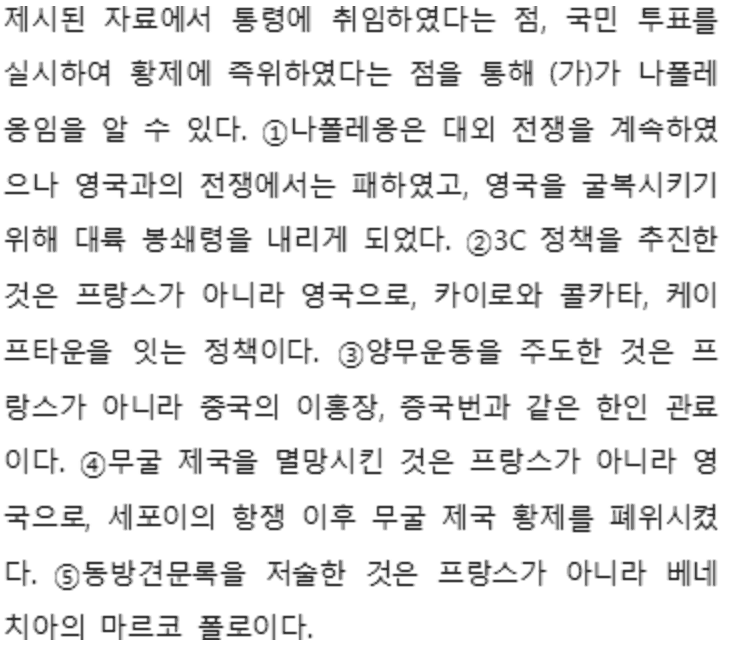 제시된 자료에서 통령에 취임하였다는 점, 국민 투표를
실시하여 황제에 즉위하였다는 점을 통해 (가)가 나폴레
옹임을 알 수 있다. ①나폴레옹은 대외 전쟁을 계속하였
으나 영국과의 전쟁에서는 패하였고, 영국을 굴복시키기
위해 대륙 봉쇄령을 내리게 되었다. ②3C 정책을 추진한
것은 프랑스가 아니라 영국으로, 카이로와 콜카타, 케이
프타운을 잇는 정책이다. ③양무운동을 주도한 것은 프
랑스가 아니라 중국의 이홍장, 증국번과 같은 한인 관료
이다. ④무굴 제국을 멸망시킨 것은 프랑스가 아니라 영
국으로, 세포이의 항쟁 이후 무굴 제국 황제를 폐위시켰
다. ⑤동방견문록을 저술한 것은 프랑스가 아니라 베네
치아의 마르코 폴로이다.